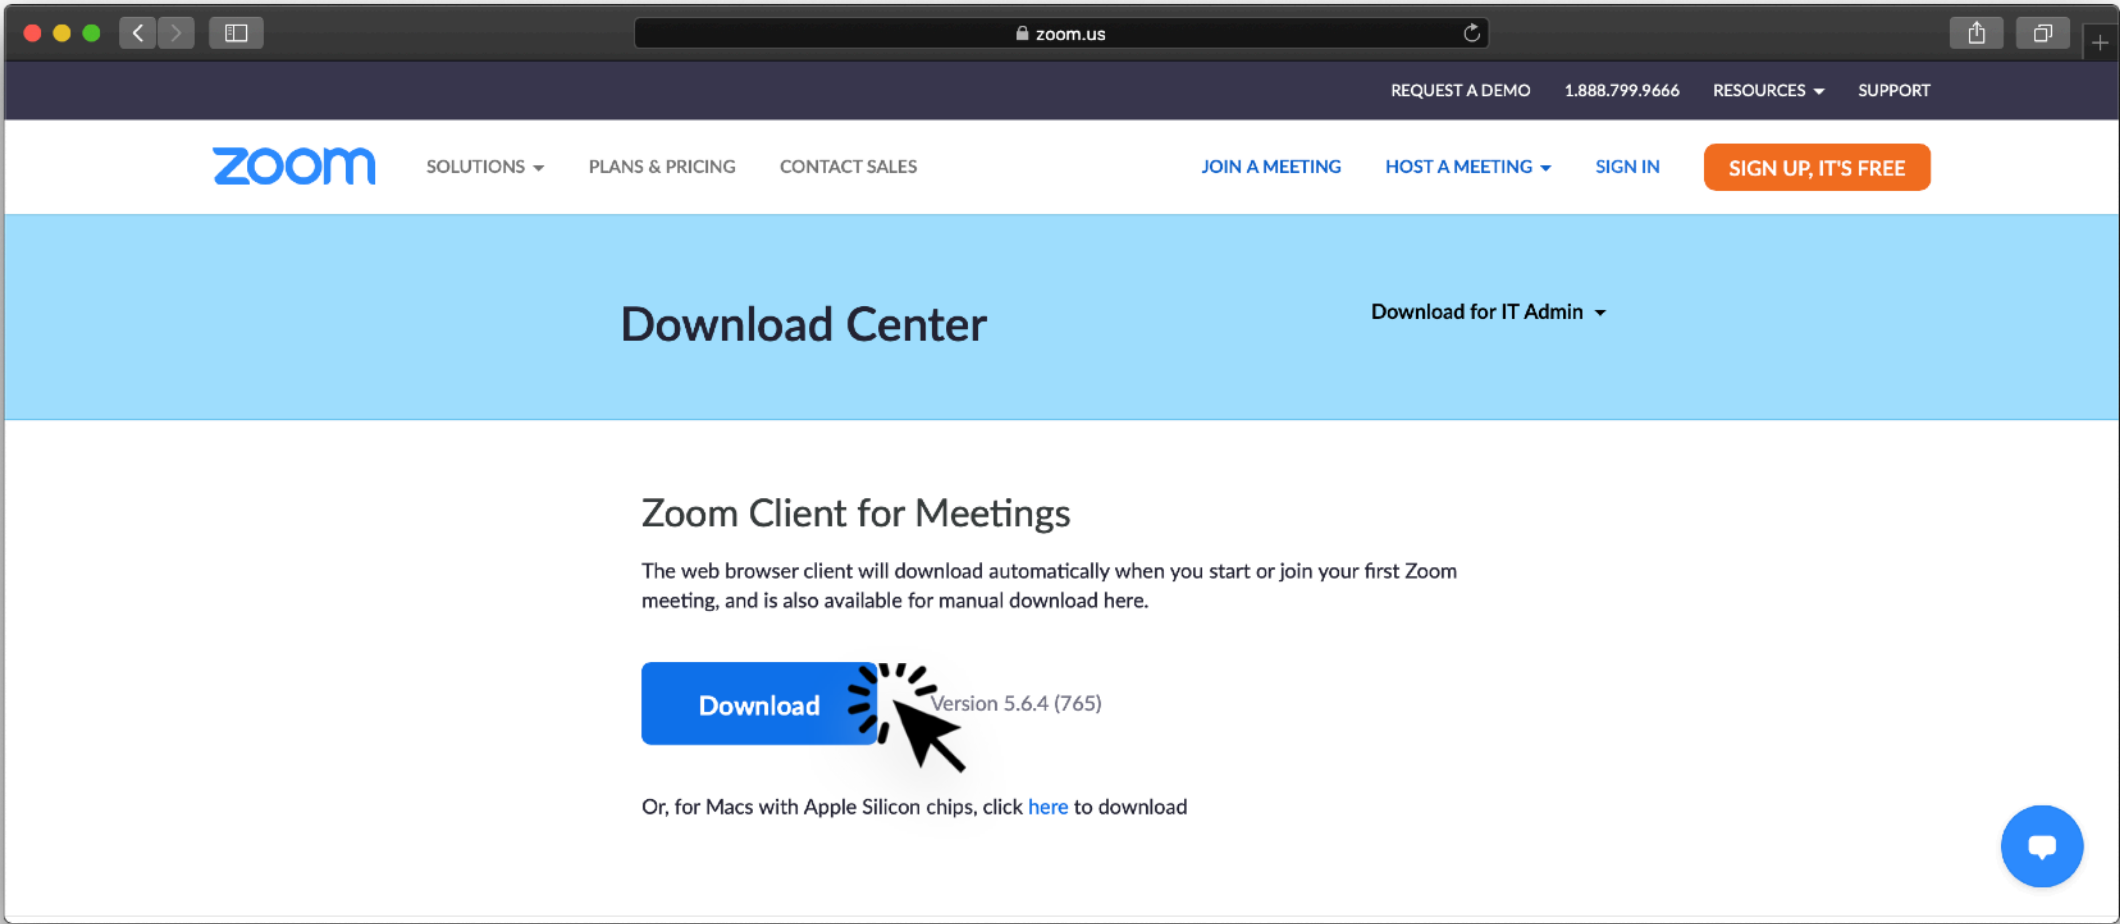 zoom.us
REQUEST A DEMO 1.888.799.9666 RESOURCES SUPPORT
zoom SOLUTIONS PLANS & PRICING CONTACT SALES JOIN A MEETING HOST A MEETING SIGN IN SIGN UP, IT'S FREE
Download Center
Download for IT Admin
Zoom Client for Meetings
The web browser client will download automatically when you start or join your first Zoom
meeting, and is also available for manual download here.
Download Version 5.6.4 (765)
Or, for Macs with Apple Silicon chips, click here to download